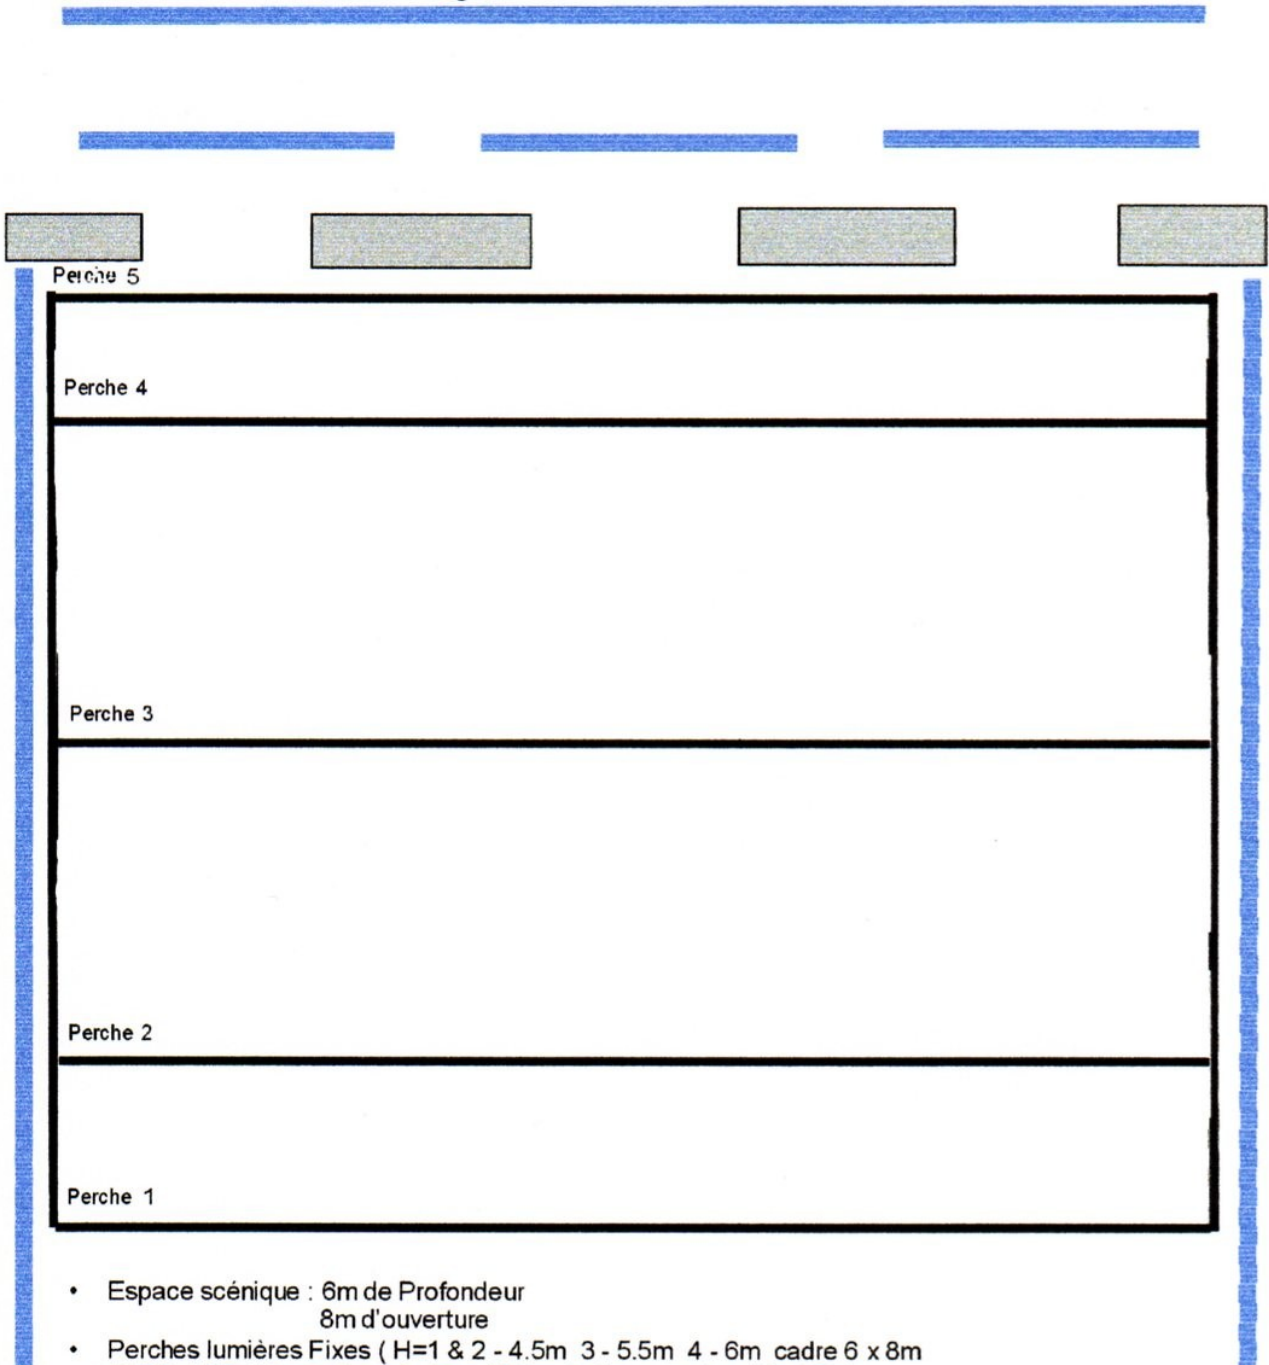 Perche 5
Perche 4
Perche 3
Perche 2
Perche 1
• Espace scénique : 6m de Profondeur
8m d'ouverture
• Perches lumières Fixes ( H=1 & 2 - 4.5m 3 - 5.5m 4 - 6m cadre 6 x 8m